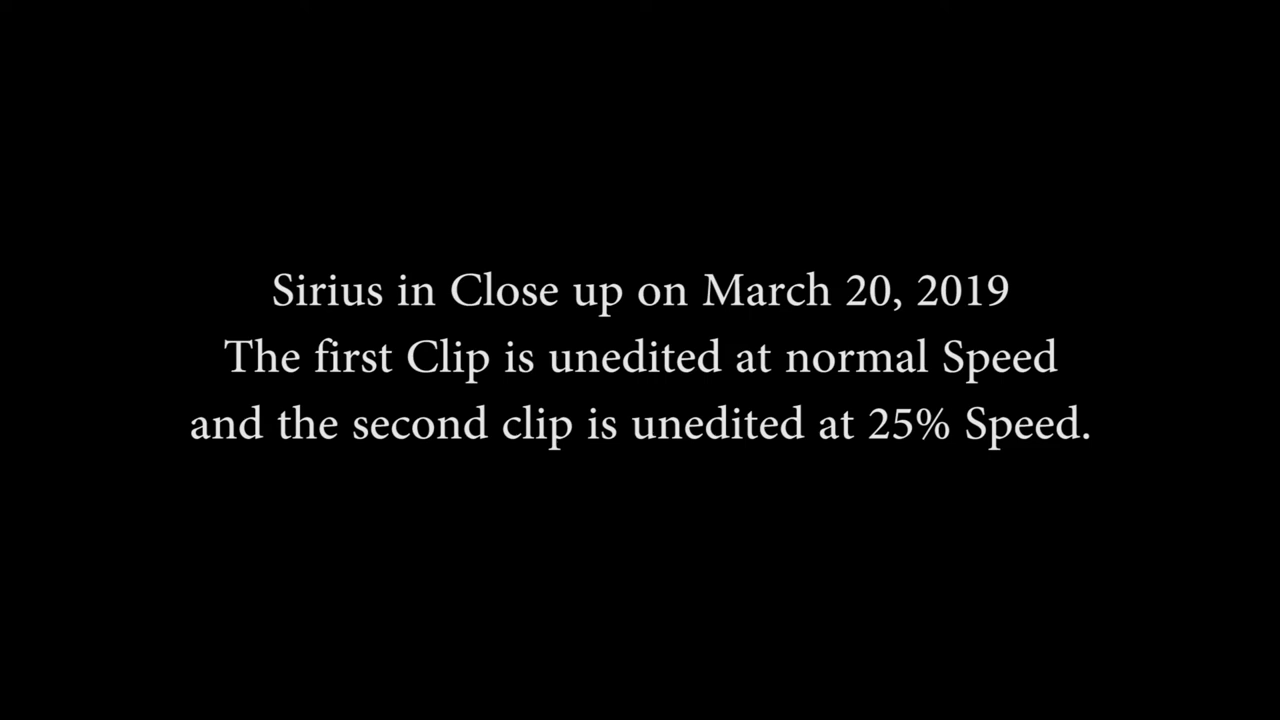 Sirius in Close up on March 20, 2019
The first Clip is unedited at normal Speed
and the second clip is unedited at 25% Speed.